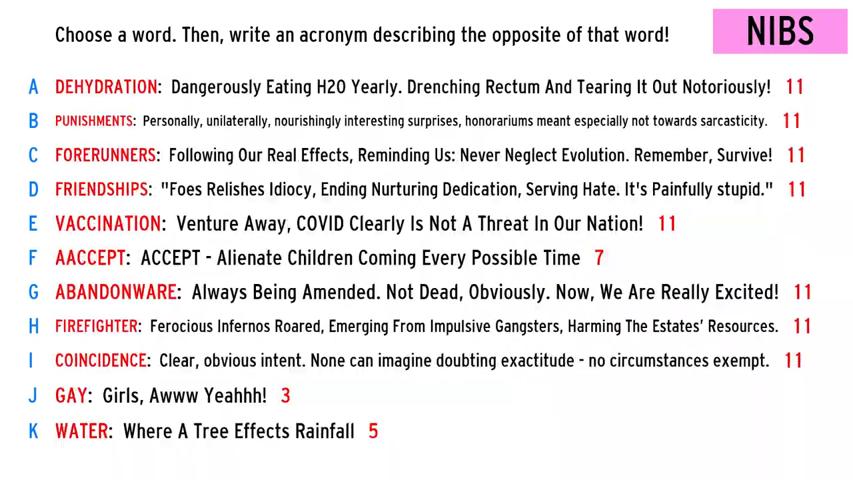 Choose a word. Then, write an acronym describing the opposite of that word!
NIBS
A DEHYDRATION: Dangerously Eating H20 Yearly. Drenching Rectum And Tearing It Out Notoriously! 11
B PUNISHMENTS: Personally, unilaterally, nourishingly interesting surprises, honorariums meant especially not towards sarcasticity. 11
C FORERUNNERS: Following Our Real Effects, Reminding Us: Never Neglect Evolution. Remember, Survive! 11
D FRIENDSHIPS: "Foes Relishes Idiocy, Ending Nurturing Dedication, Serving Hate. It's Painfully stupid." 11
E VACCINATION: Venture Away, COVID Clearly Is Not A Threat In Our Nation! 11
F AACCEPT: ACCEPT - Alienate Children Coming Every Possible Time 7
G ABANDONWARE: Always Being Amended. Not Dead, Obviously. Now, We Are Really Excited! 11
H FIREFIGHTER: Ferocious Infernos Roared, Emerging From Impulsive Gangsters, Harming The Estates' Resources. 11
I COINCIDENCE: Clear, obvious intent. None can imagine doubting exactitude - no circumstances exempt. 11
J GAY: Girls, Awww Yeahhh! 3
K WATER: Where A Tree Effects Rainfall 5